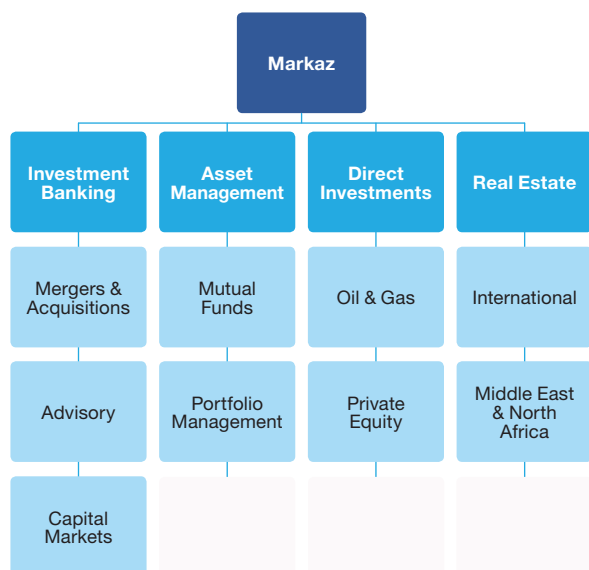 Markaz
Investment
Banking
Asset
Management
Direct
Investments
Real Estate
Mergers &
Acquisitions
Mutual
Funds
Oil & Gas
International
Advisory
Portfolio
Management
Private
Equity
Middle East
& North
Africa
Capital
Markets